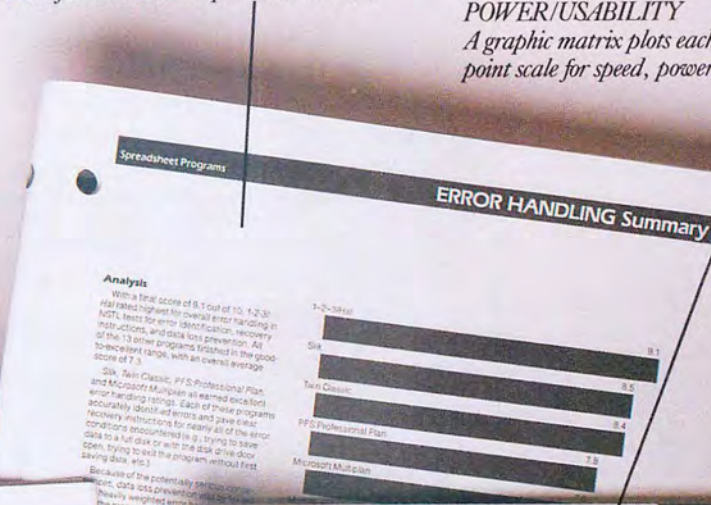 POWER/USABILITY
A graphic matrix plots each
point scale for speed, power
Spreadsheet Programs
ERROR HANDLING Summary
Analysis
With a final score of 9.1 out of 10, 1-2-3/
Hal rated highest for overall error handling in
NSTL tests for error identification, recovery
instructions, and data loss prevention. All
of the 13 other programs finished in the good-
to-excellent range, with an overall average
score of 7.3.
Silk, Twin Classic, PFS:Professional Plan,
and Microsoft Multiplan all earned excellent
error handling ratings. Each of these programs
accurately identified errors and gave clear
recovery instructions for nearly all of the error
conditions encountered (e.g., trying to save
data to a full disk or with the disk drive door
open, trying to exit the program without first
saving data, etc.)
Because of the potentially serious
data loss prevention
heavily weighted error
1-2-3/Hal
9.1
Silk
8.5
Twin Classic
8.4
PFS:Professional Plan
7.8
Microsoft Multiplan